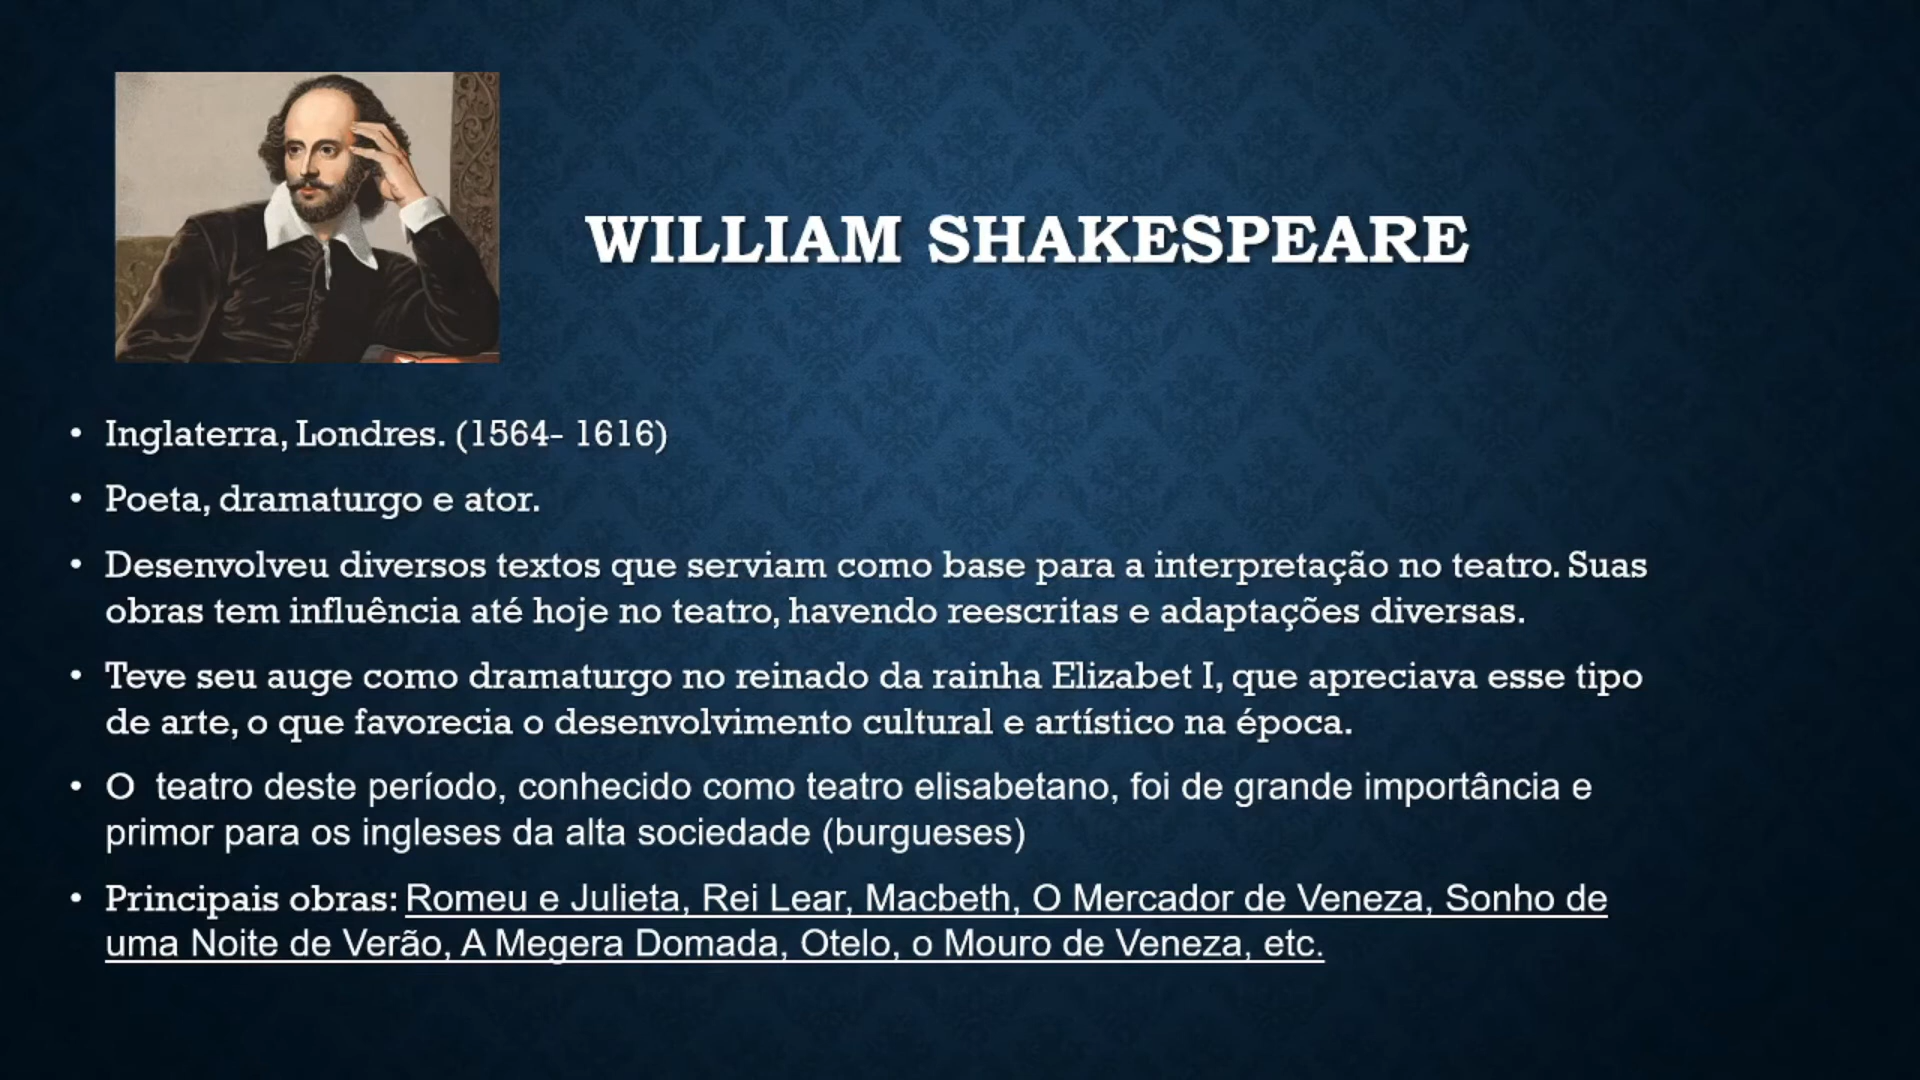 WILLIAM SHAKESPEARE
• Inglaterra, Londres. (1564- 1616)
• Poeta, dramaturgo e ator.
• Desenvolveu diversos textos que serviam como base para a interpretação no teatro. Suas
obras tem influência até hoje no teatro, havendo reescritas e adaptações diversas.
• Teve seu auge como dramaturgo no reinado da rainha Elizabet I, que apreciava esse tipo
de arte, o que favorecia o desenvolvimento cultural e artístico na época.
• O  teatro deste período, conhecido como teatro elisabetano, foi de grande importância e
primor para os ingleses da alta sociedade (burgueses)
• Principais obras: Romeu e Julieta, Rei Lear, Macbeth, O Mercador de Veneza, Sonho de
uma Noite de Verão, A Megera Domada, Otelo, o Mouro de Veneza, etc.